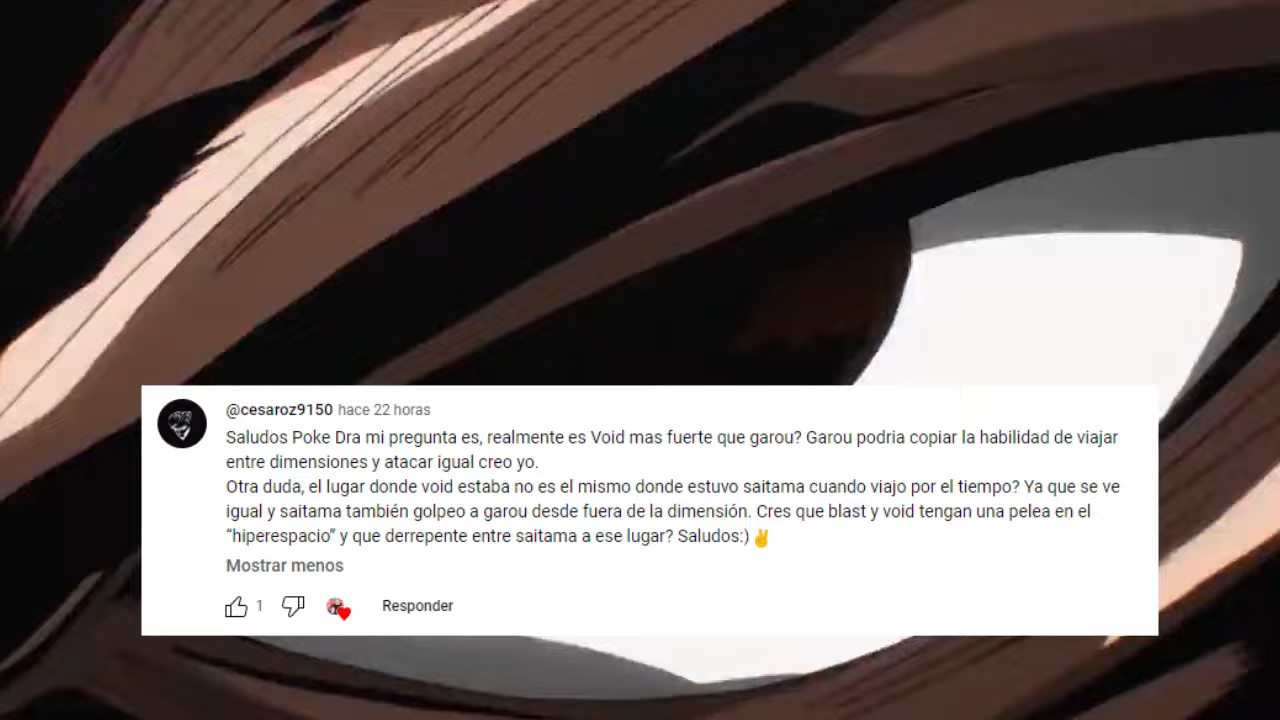 @cesaroz9150 hace 22 horas
Saludos Poke Dra mi pregunta es, realmente es Void mas fuerte que garou? Garou podria copiar la habilidad de viajar
entre dimensiones y atacar igual creo yo.
Otra duda, el lugar donde void estaba no es el mismo donde estuvo saitama cuando viajo por el tiempo? Ya que se ve
igual y saitama también golpeo a garou desde fuera de la dimensión. Cres que blast y void tengan una pelea en el
“hiperespacio” y que derrepente entre saitama a ese lugar? Saludos:) ✌️
Mostrar menos
1 Responder